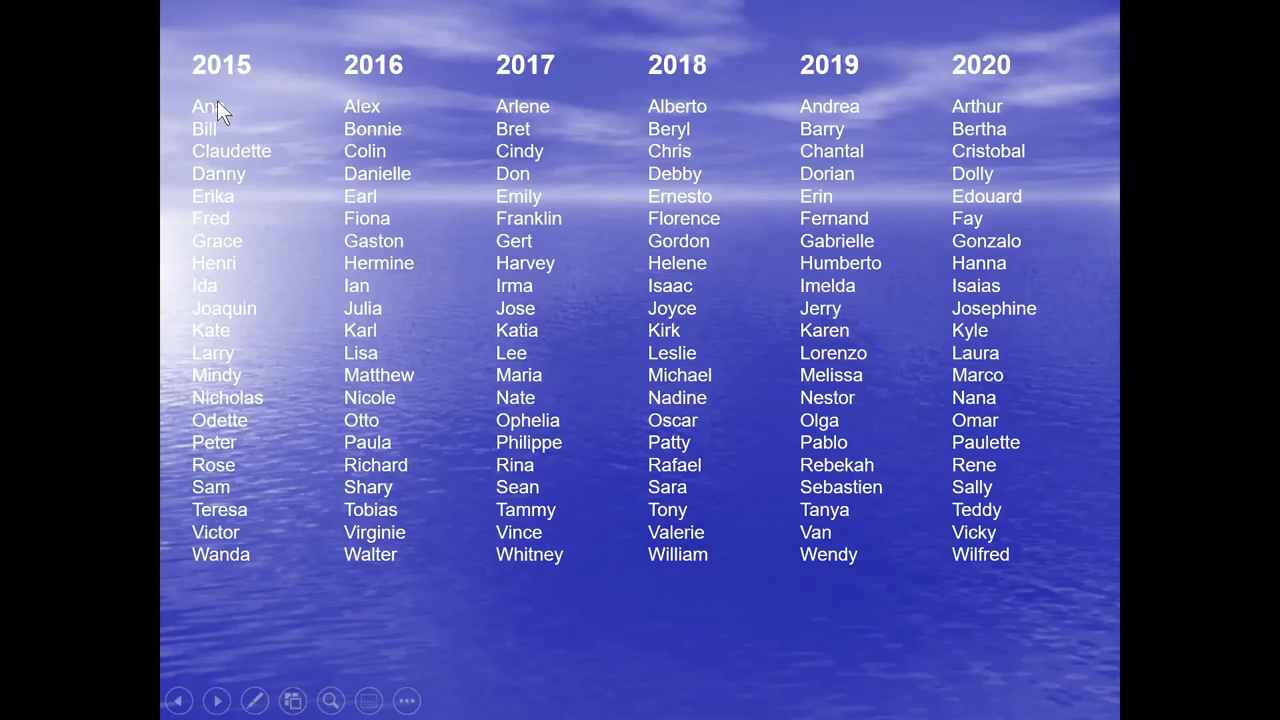 2015 2016 2017 2018 2019 2020
Ana Alex Arlene Alberto Andrea Arthur
Bill Bonnie Bret Beryl Barry Bertha
Claudette Colin Cindy Chris Chantal Cristobal
Danny Danielle Don Debby Dorian Dolly
Erika Earl Emily Ernesto Erin Edouard
Fred Fiona Franklin Florence Fernand Fay
Grace Gaston Gert Gordon Gabrielle Gonzalo
Henri Hermine Harvey Helene Humberto Hanna
Ida Ian Irma Isaac Imelda Isaias
Joaquin Julia Jose Joyce Jerry Josephine
Kate Karl Katia Kirk Karen Kyle
Larry Lisa Lee Leslie Lorenzo Laura
Mindy Matthew Maria Michael Melissa Marco
Nicholas Nicole Nate Nadine Nestor Nana
Odette Otto Ophelia Oscar Olga Omar
Peter Paula Philippe Patty Pablo Paulette
Rose Richard Rina Rafael Rebekah Rene
Sam Shary Sean Sara Sebastien Sally
Teresa Tobias Tammy Tony Tanya Teddy
Victor Virginie Vince Valerie Van Vicky
Wanda Walter Whitney William Wendy Wilfred